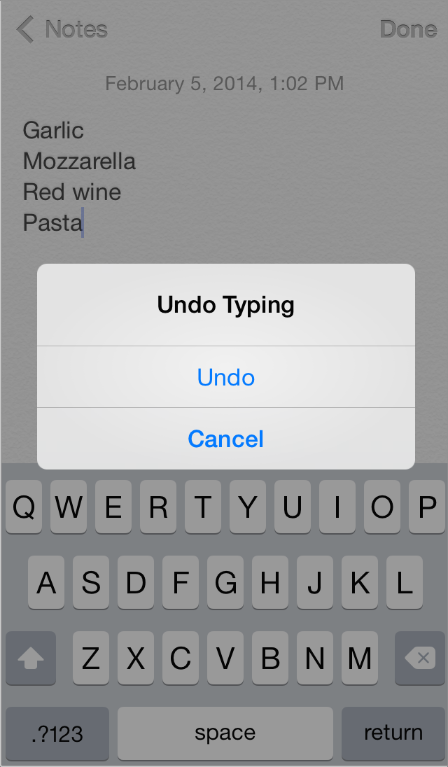 Notes Done
February 5, 2014, 1:02 PM
Garlic
Mozzarella
Red wine
Pasta
Undo Typing
Undo
Cancel
Q W E R T Y U I O P
A S D F G H J K L
Z X C V B N M
.?123 space return